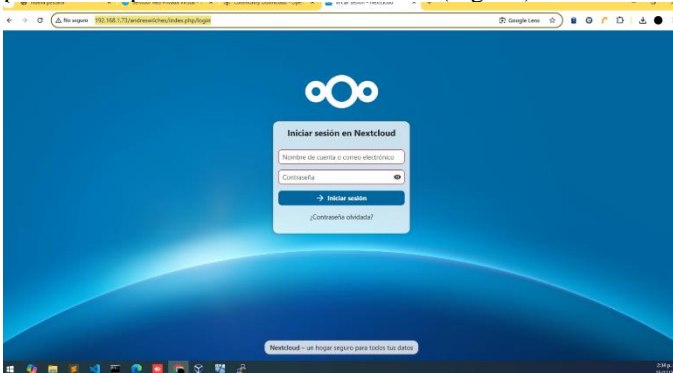 No seguro
192.168.1.73/andreswilches/index.php/login
Google Lens
Iniciar sesión en Nextcloud
Nombre de cuenta o correo electrónico
Contraseña
→ Iniciar sesión
¿Contraseña olvidada?
Nextcloud – un hogar seguro para todos tus datos
2:34 p.